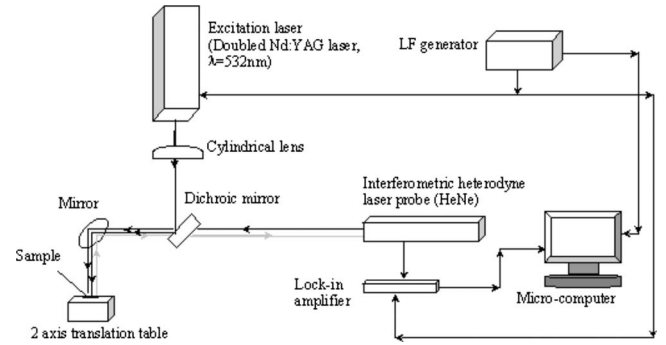 Excitation laser
(Doubled Nd:YAG laser,
λ=532nm)
LF generator
Cylindrical lens
Dichroic mirror
Interferometric heterodyne
laser probe (HeNe)
Mirror
Sample
Lock-in
amplifier
Micro-computer
2 axis translation table